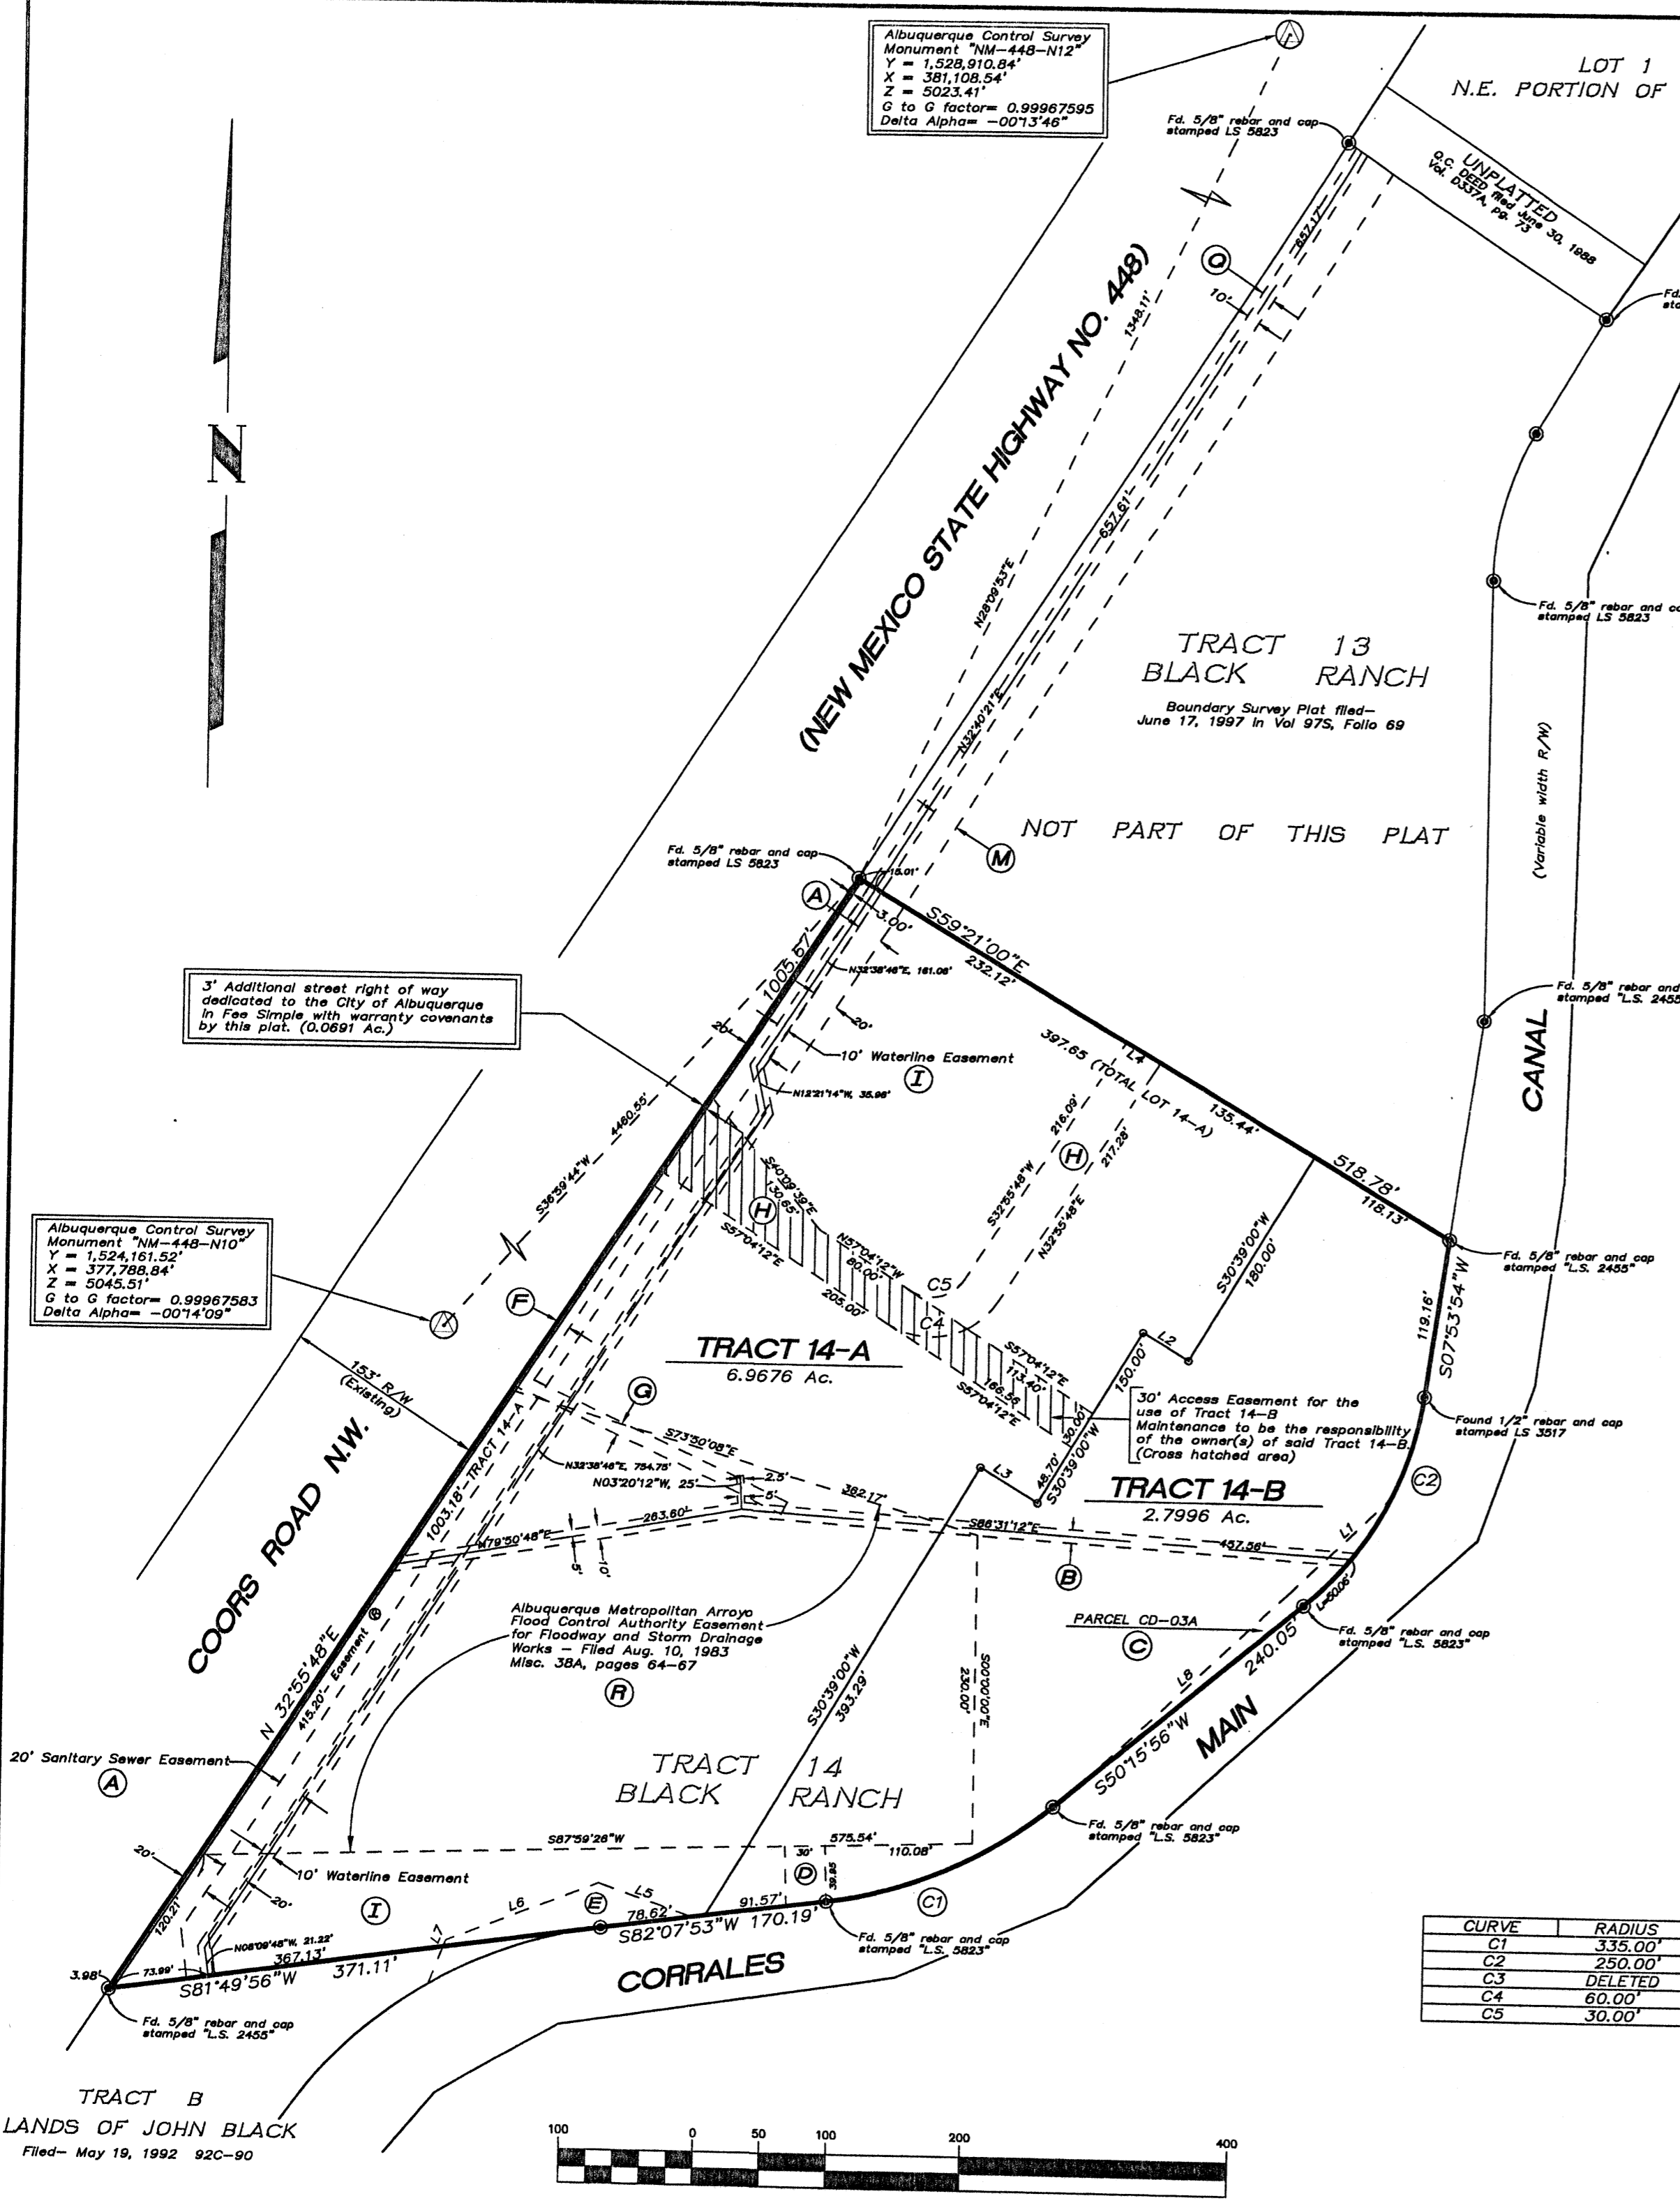 Albuquerque Control Survey
Monument "NM-448-N12"
Y = 1,528,910.84'
X = 381,108.54'
Z = 5023.41'
G to G factor= 0.99967595
Delta Alpha= -00°13'46"
LOT 1
N.E. PORTION OF
Fd. 5/8" rebar and cap
stamped LS 5823
UNPLATTED
Q.C. DEED filed June 30, 1988
Vol. D337A, pg. 73
N
657.17'
Q
10'
1348.11'
(NEW MEXICO STATE HIGHWAY NO. 448)
657.61'
N28°09'53"E
N32°40'21"E
Fd. 5/8" rebar and
stamped LS 5823
TRACT 13
BLACK RANCH
Boundary Survey Plat filed-
June 17, 1997 in Vol 97S, Folio 69
(Variable width R/W)
NOT PART OF THIS PLAT
M
Fd. 5/8" rebar and cap
stamped LS 5823
15.01'
A
3.00'
S59°21'00"E
232.12'
1005.67'
N32°38'46"E, 161.06'
3' Additional street right of way
dedicated to the City of Albuquerque
in Fee Simple with warranty covenants
by this plat. (0.0691 Ac.)
20'
20'
10' Waterline Easement
I
N12°21'14"W, 35.96'
397.65 (TOTAL LOT 14-A)
L4
135.44'
Fd. 5/8" rebar and
stamped "L.S. 2455
CANAL
4460.55'
S36°59'44"W
216.09'
H
217.28'
S32°55'48"W
N32°55'48"E
518.78'
118.13'
S40°09'39"E
130.65'
H
S57°04'12"E
N57°04'12"W
80.00'
205.00'
C5
C4
S30°39'00"W
180.00'
Fd. 5/8" rebar and cap
stamped "L.S. 2455"
Albuquerque Control Survey
Monument "NM-448-N10"
Y = 1,524,161.52'
X = 377,788.84'
Z = 5045.51'
G to G factor= 0.99967583
Delta Alpha= -00°14'09"
F
119.16'
S07°53'54"W
TRACT 14-A
6.9676 Ac.
L2
150.00'
S57°04'12"E
113.40'
166.56
S57°04'12"E
30.00'
153' R/W
(Existing)
G
30' Access Easement for the
use of Tract 14-B
Maintenance to be the responsibility
of the owner(s) of said Tract 14-B.
(Cross hatched area)
Found 1/2" rebar and cap
stamped LS 3517
S73°50'08"E
1003.18'-TRACT 14-A
N32°38'46"E, 754.75'
N03°20'12"W, 25'
2.5'
5'
362.17'
L3
48.70'
S30°39'00"W
TRACT 14-B
2.7996 Ac.
C2
263.60'
N79°50'48"E
5'
10'
S86°31'12"E
457.56'
L1
B
COORS ROAD N.W.
L=50.06'
Albuquerque Metropolitan Arroyo
Flood Control Authority Easement
for Floodway and Storm Drainage
Works - Filed Aug. 10, 1983
Misc. 38A, pages 64-67
R
PARCEL CD-03A
C
Fd. 5/8" rebar and cap
stamped "L.S. 5823"
240.05'
N 32°55'48"E
415.20'- Easement R
S30°39'00"W
393.29'
S00°00'00"E
230.00'
L8
S50°15'56"W
MAIN
20' Sanitary Sewer Easement
A
TRACT 14
BLACK RANCH
Fd. 5/8" rebar and cap
stamped "L.S. 5823"
20'
S87°59'26"W
575.54'
30'
110.08'
D
39.95
10' Waterline Easement
I
20'
120.21'
L6
E
L5
L7
78.62'
91.57'
S82°07'53"W 170.19'
C1
N08°09'45"W, 21.22'
367.13'
3.98'
73.99'
S81°49'56"W
371.11'
Fd. 5/8" rebar and cap
stamped "L.S. 5823"
CORRALES
Fd. 5/8" rebar and cap
stamped "L.S. 2455"
CURVE RADIUS
C1 335.00'
C2 250.00'
C3 DELETED
C4 60.00'
C5 30.00'
TRACT B
LANDS OF JOHN BLACK
Filed- May 19, 1992 92C-90
100 0 50 100 200 400